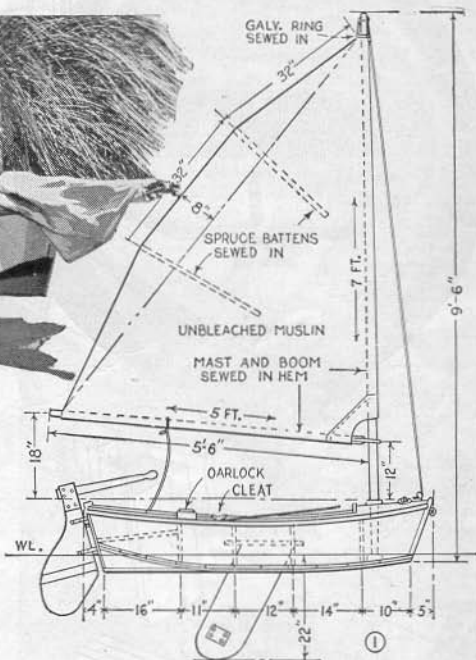 GALV. RING
SEWED IN
32"
32"
8"
SPRUCE BATTENS
SEWED IN
7 FT.
9'-6"
UNBLEACHED MUSLIN
MAST AND BOOM
SEWED IN HEM
5 FT.
5'-6"
18"
12"
OARLOCK
CLEAT
WL.
4" 16" 11" 12" 14" 10" 5"
22"
1